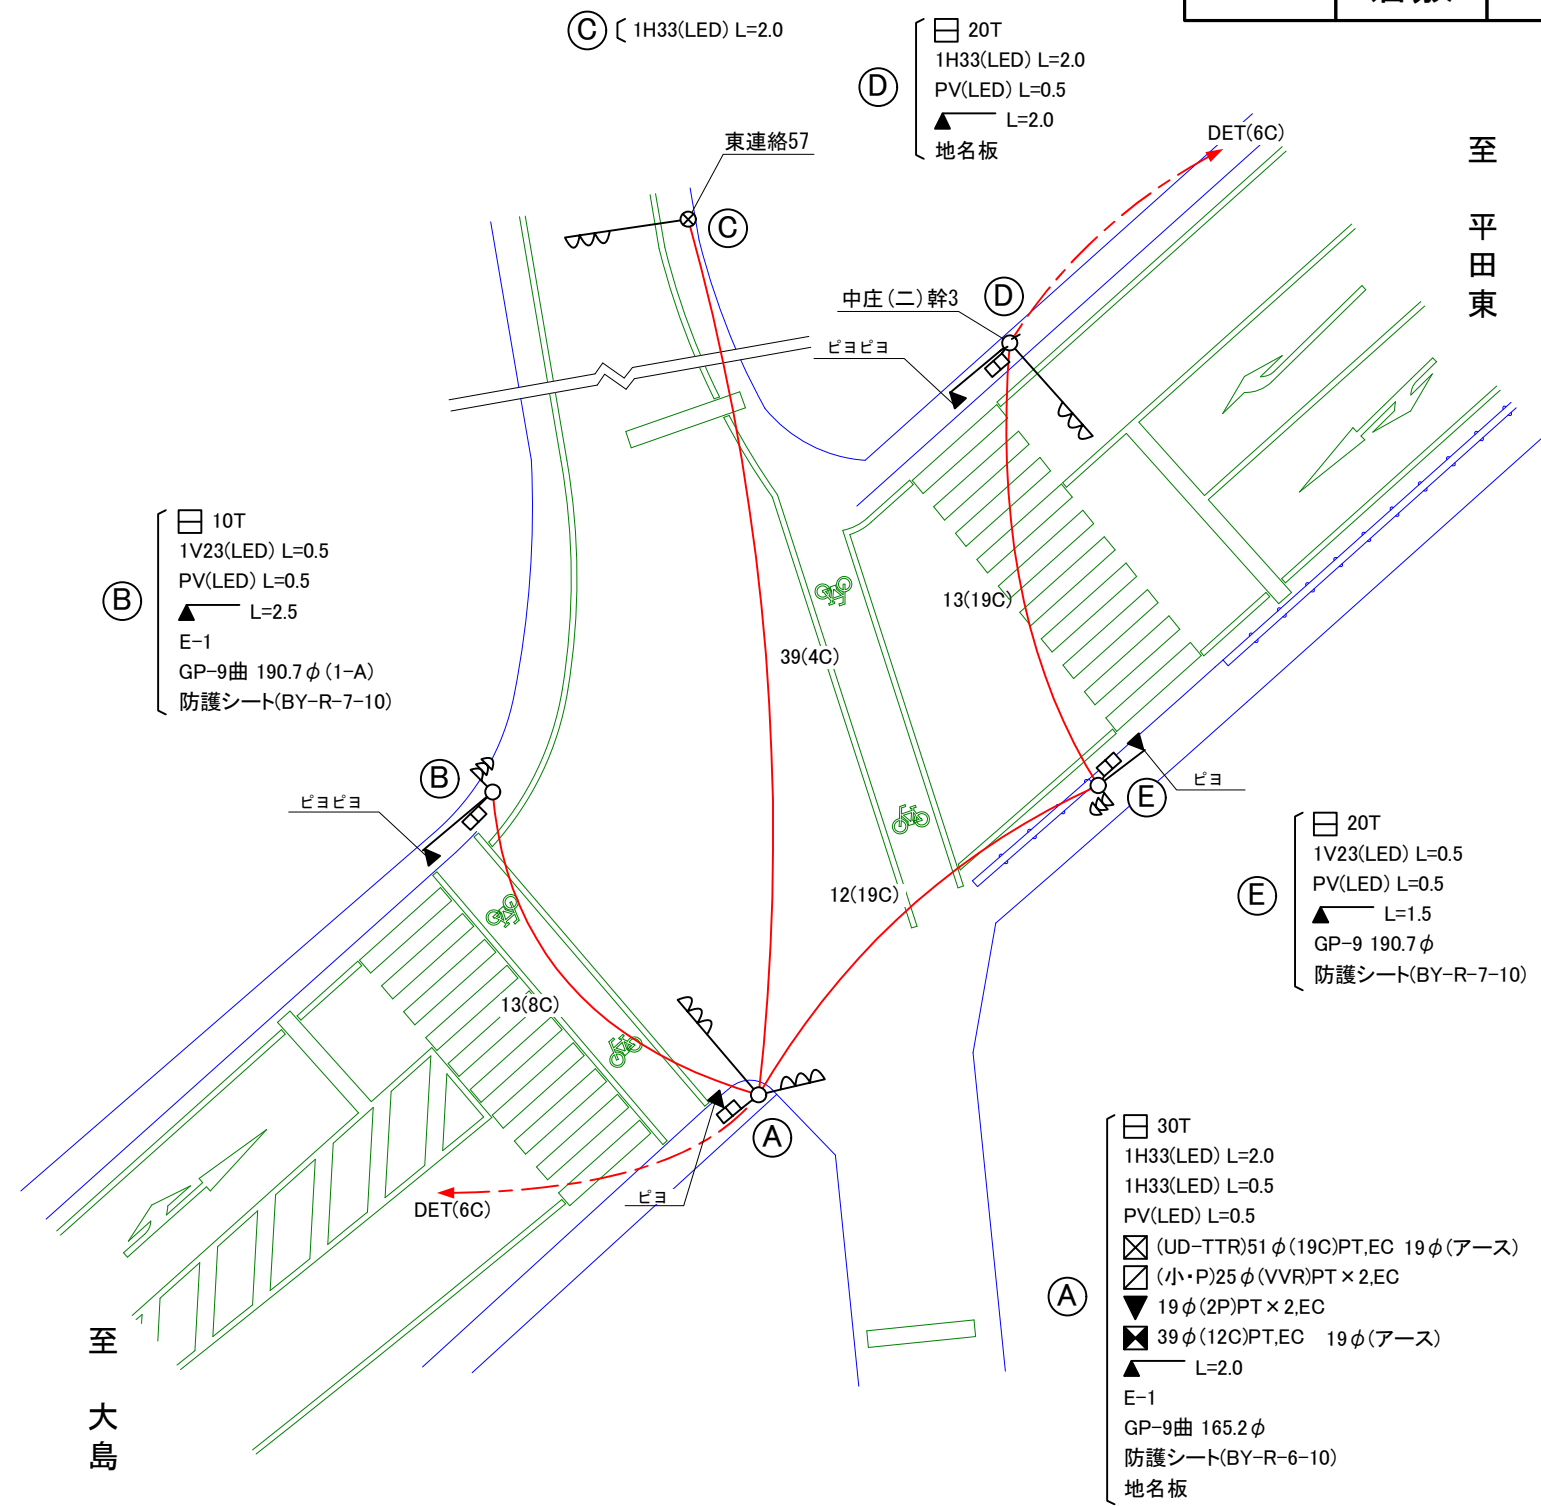 Ⓒ 1H33(LED) L=2.0
Ⓓ
20T
1H33(LED) L=2.0
PV(LED) L=0.5
L=2.0
地名板
DET(6C)
至 平田東
東連絡57
Ⓒ
中庄(二)幹3
Ⓓ
ピヨピヨ
Ⓑ
10T
1V23(LED) L=0.5
PV(LED) L=0.5
L=2.5
E-1
GP-9曲 190.7φ(1-A)
防護シート(BY-R-7-10)
13(19C)
39(4C)
Ⓑ
ピヨピヨ
Ⓔ
ピヨ
12(19C)
Ⓔ
20T
1V23(LED) L=0.5
PV(LED) L=0.5
L=1.5
GP-9 190.7φ
防護シート(BY-R-7-10)
13(8C)
Ⓐ
DET(6C)
ピヨ
Ⓐ
30T
1H33(LED) L=2.0
1H33(LED) L=0.5
PV(LED) L=0.5
(UD-TTR)51φ(19C)PT,EC 19φ(アース)
(小・P)25φ(VVR)PT×2,EC
19φ(2P)PT×2,EC
39φ(12C)PT,EC 19φ(アース)
L=2.0
E-1
GP-9曲 165.2φ
防護シート(BY-R-6-10)
地名板
至 大島